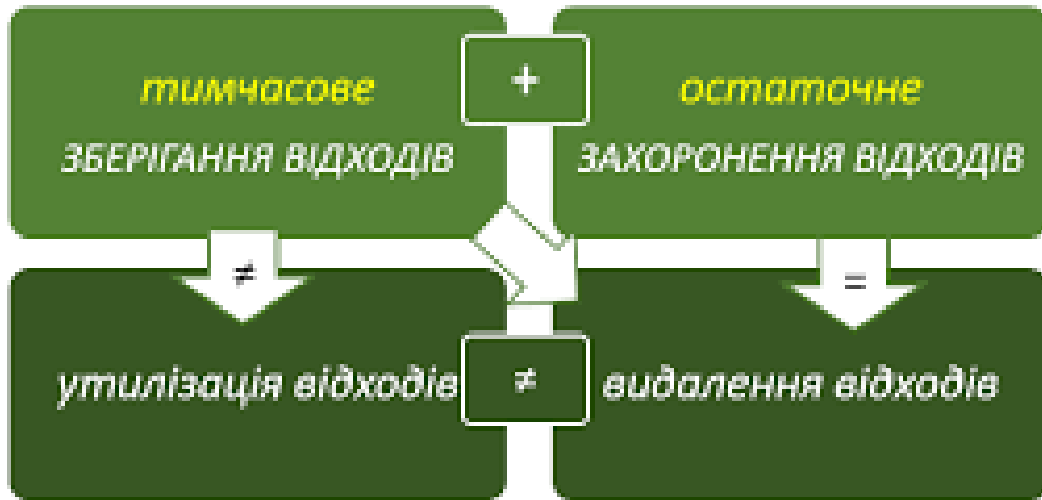 тимчасове
ЗБЕРІГАННЯ ВІДХОДІВ
+
остаточне
ЗАХОРОНЕННЯ ВІДХОДІВ
≠
=
утилізація відходів
≠
видалення відходів